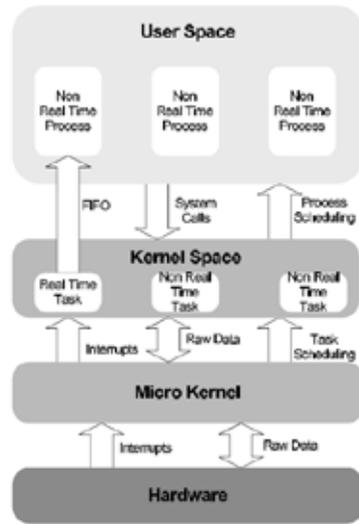 User Space
Non
Real Time
Process
Non
Real Time
Process
Non
Real Time
Process
FIFO
System
Calls
Process
Scheduling
Kernel Space
Real Time
Task
Non Real
Time
Task
Non Real
Time
Task
Interrupts
Raw Data
Task
Scheduling
Micro Kernel
Interrupts
Raw Data
Hardware